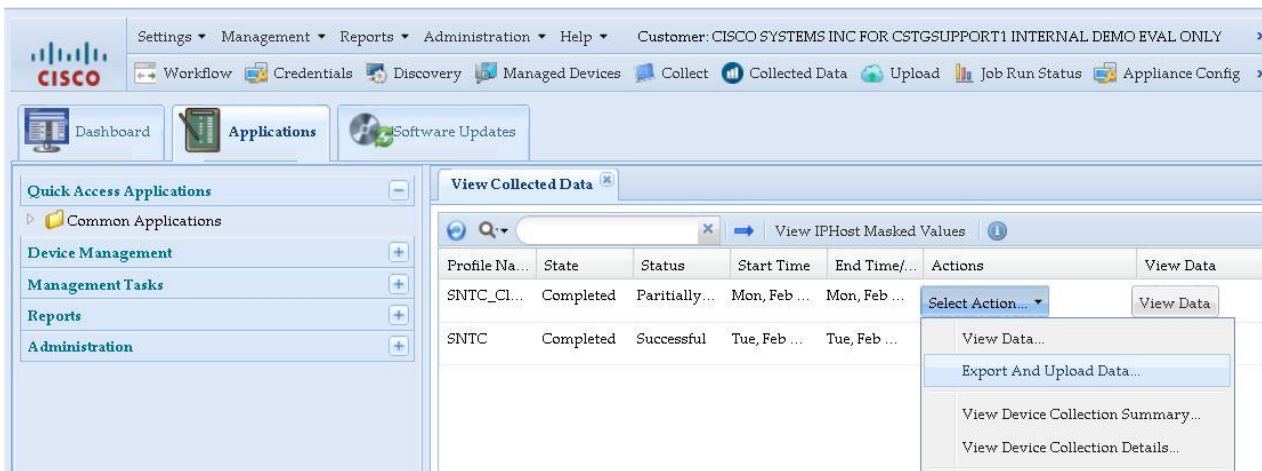 Settings Management Reports Administration Help Customer: CISCO SYSTEMS INC FOR CSTGSUPPORT1 INTERNAL DEMO EVAL ONLY
CISCO
Workflow Credentials Discovery Managed Devices Collect Collected Data Upload Job Run Status Appliance Config
Dashboard Applications Software Updates
Quick Access Applications
Common Applications
Device Management
Management Tasks
Reports
Administration
View Collected Data
View IPHost Masked Values
Profile Na... State Status Start Time End Time/... Actions View Data
SNTC_Cl... Completed Paritially... Mon, Feb ... Mon, Feb ... Select Action... View Data
SNTC Completed Successful Tue, Feb ... Tue, Feb ...
View Data...
Export And Upload Data...
View Device Collection Summary...
View Device Collection Details...